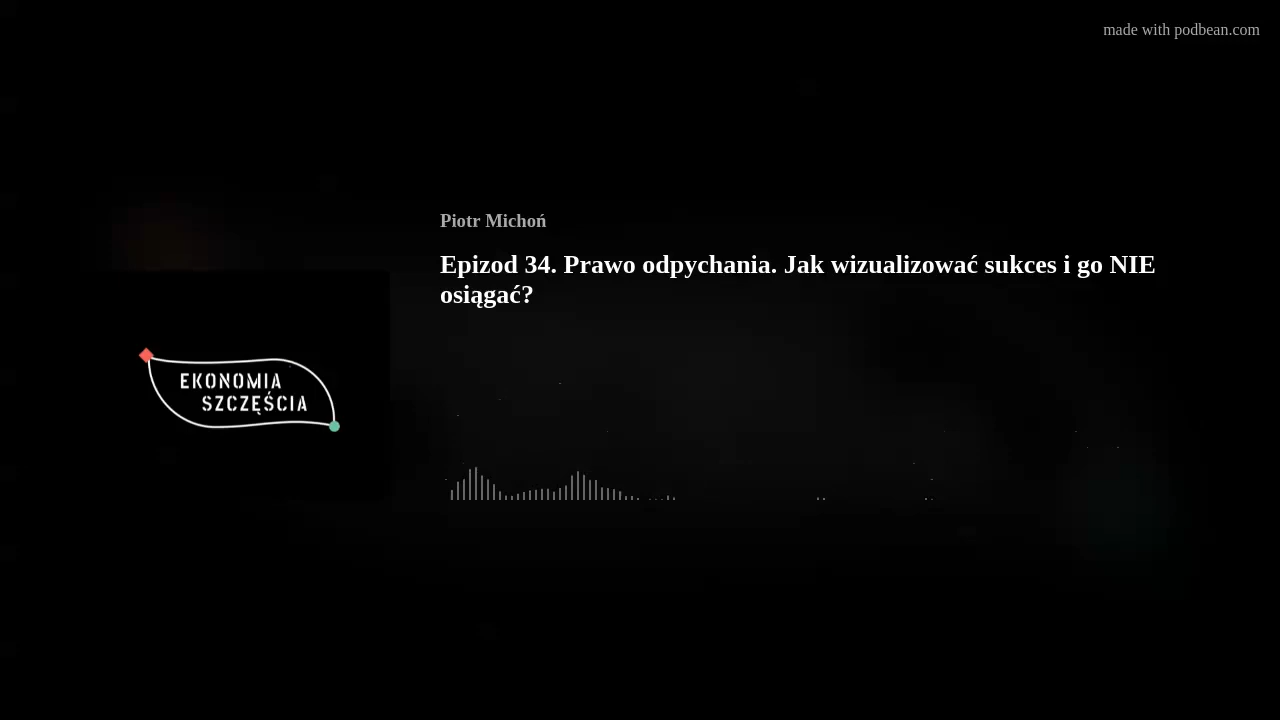 made with podbean.com
Piotr Michoń
Epizod 34. Prawo odpychania. Jak wizualizować sukces i go NIE
osiągać?
EKONOMIA
SZCZĘŚCIA